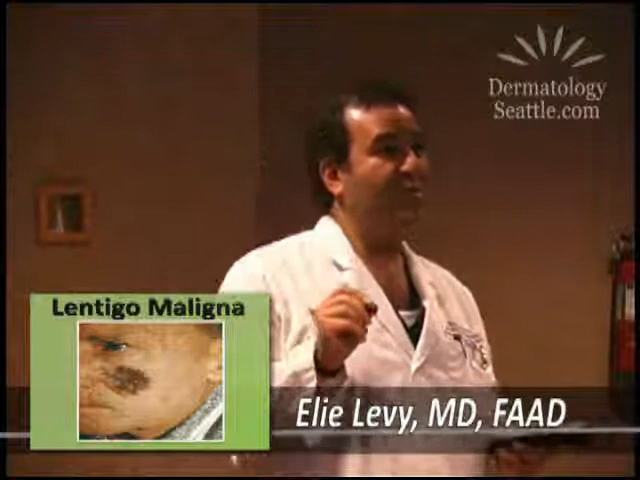 Dermatology
Seattle.com
Lentigo Maligna
Elie Levy, MD, FAAD